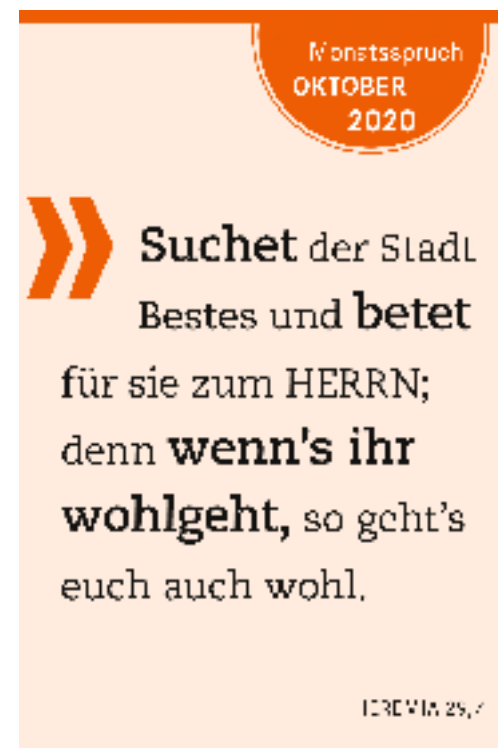 Monatsspruch
OKTOBER
2020
» Suchet der Stadt
Bestes und betet
für sie zum HERRN;
denn wenn's ihr
wohlgeht, so geht's
euch auch wohl.
JEREMIA 29,7